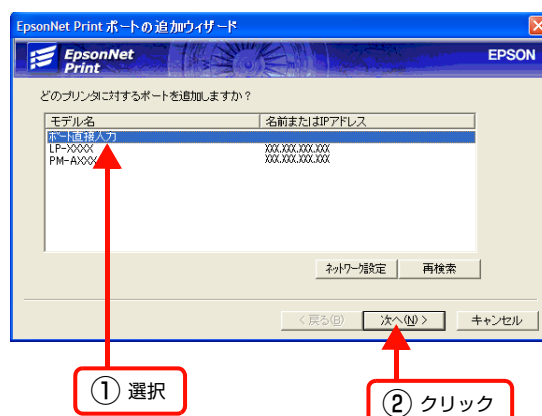 EpsonNet Print ポートの追加ウィザード
EpsonNet
Print
EPSON
どのプリンタに対するポートを追加しますか？
モデル名 名前またはIPアドレス
ポート直接入力
LP-XXXX XXX.XXX.XXX.XXX
PM-AXXX XXX.XXX.XXX.XXX
ネットワーク設定 再検索
< 戻る(B) 次へ(N) > キャンセル
① 選択
② クリック